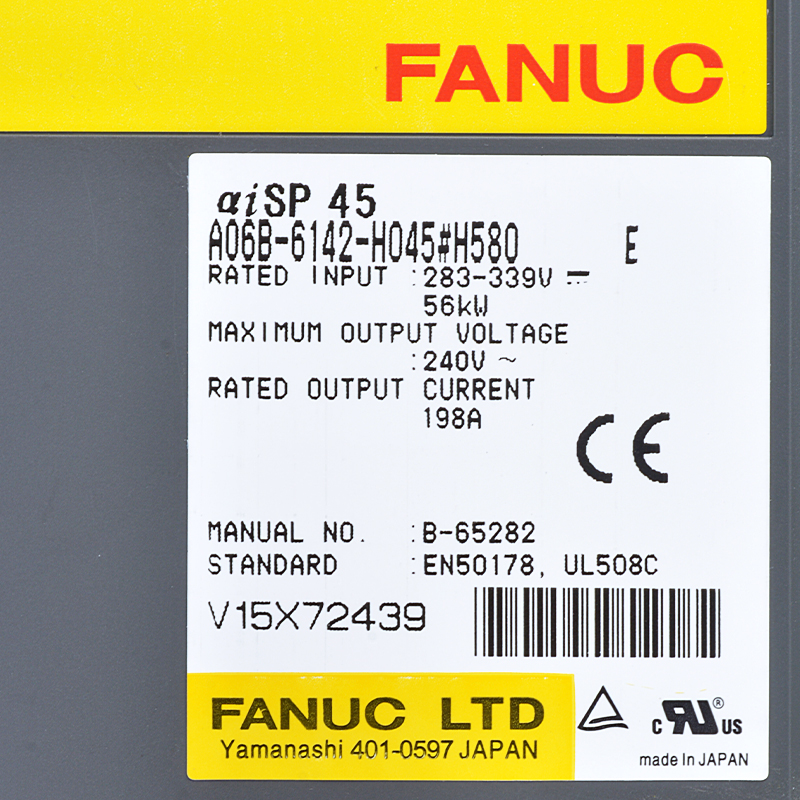 FANUC
αiSP 45
A06B-6142-H045#H580 E
RATED INPUT :283-339V ⎓
56kW
MAXIMUM OUTPUT VOLTAGE
:240V ~
RATED OUTPUT CURRENT
198A
CE
MANUAL NO. :B-65282
STANDARD :EN50178, UL508C
V15X72439
FANUC LTD
Yamanashi 401-0597 JAPAN
c RU® US
made In JAPAN